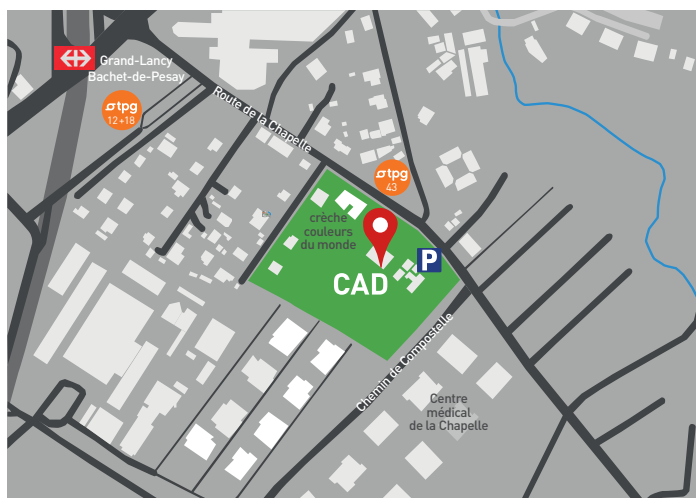 Grand-Lancy
Bachet-de-Pesay
tpg
12+18
Route de la Chapelle
tpg
43
crèche
couleurs
du monde
P
CAD
Chemin de Compostelle
Centre
médical
de la Chapelle